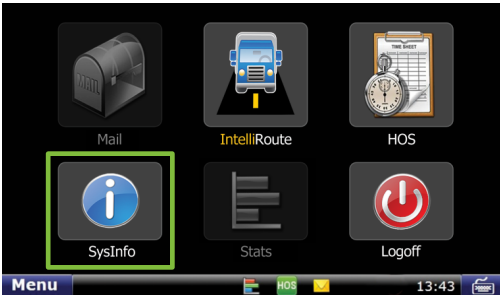 MAIL
TIME SHEET
Mail
IntelliRoute
HOS
SysInfo
Stats
Logoff
Menu
HOS
13:43